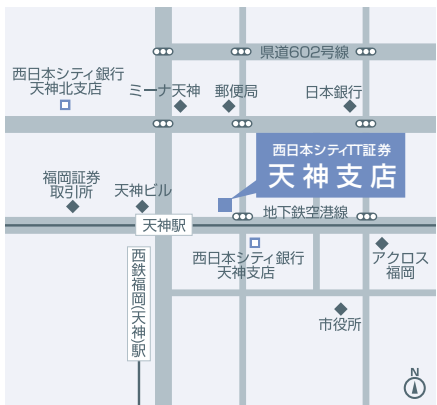 県道602号線
西日本シティ銀行
天神北支店
ミーナ天神
郵便局
日本銀行
西日本シティTT証券
天神支店
福岡証券
取引所
天神ビル
天神駅
地下鉄空港線
西日本シティ銀行
天神支店
アクロス
福岡
西鉄福岡(天神)駅
市役所
N